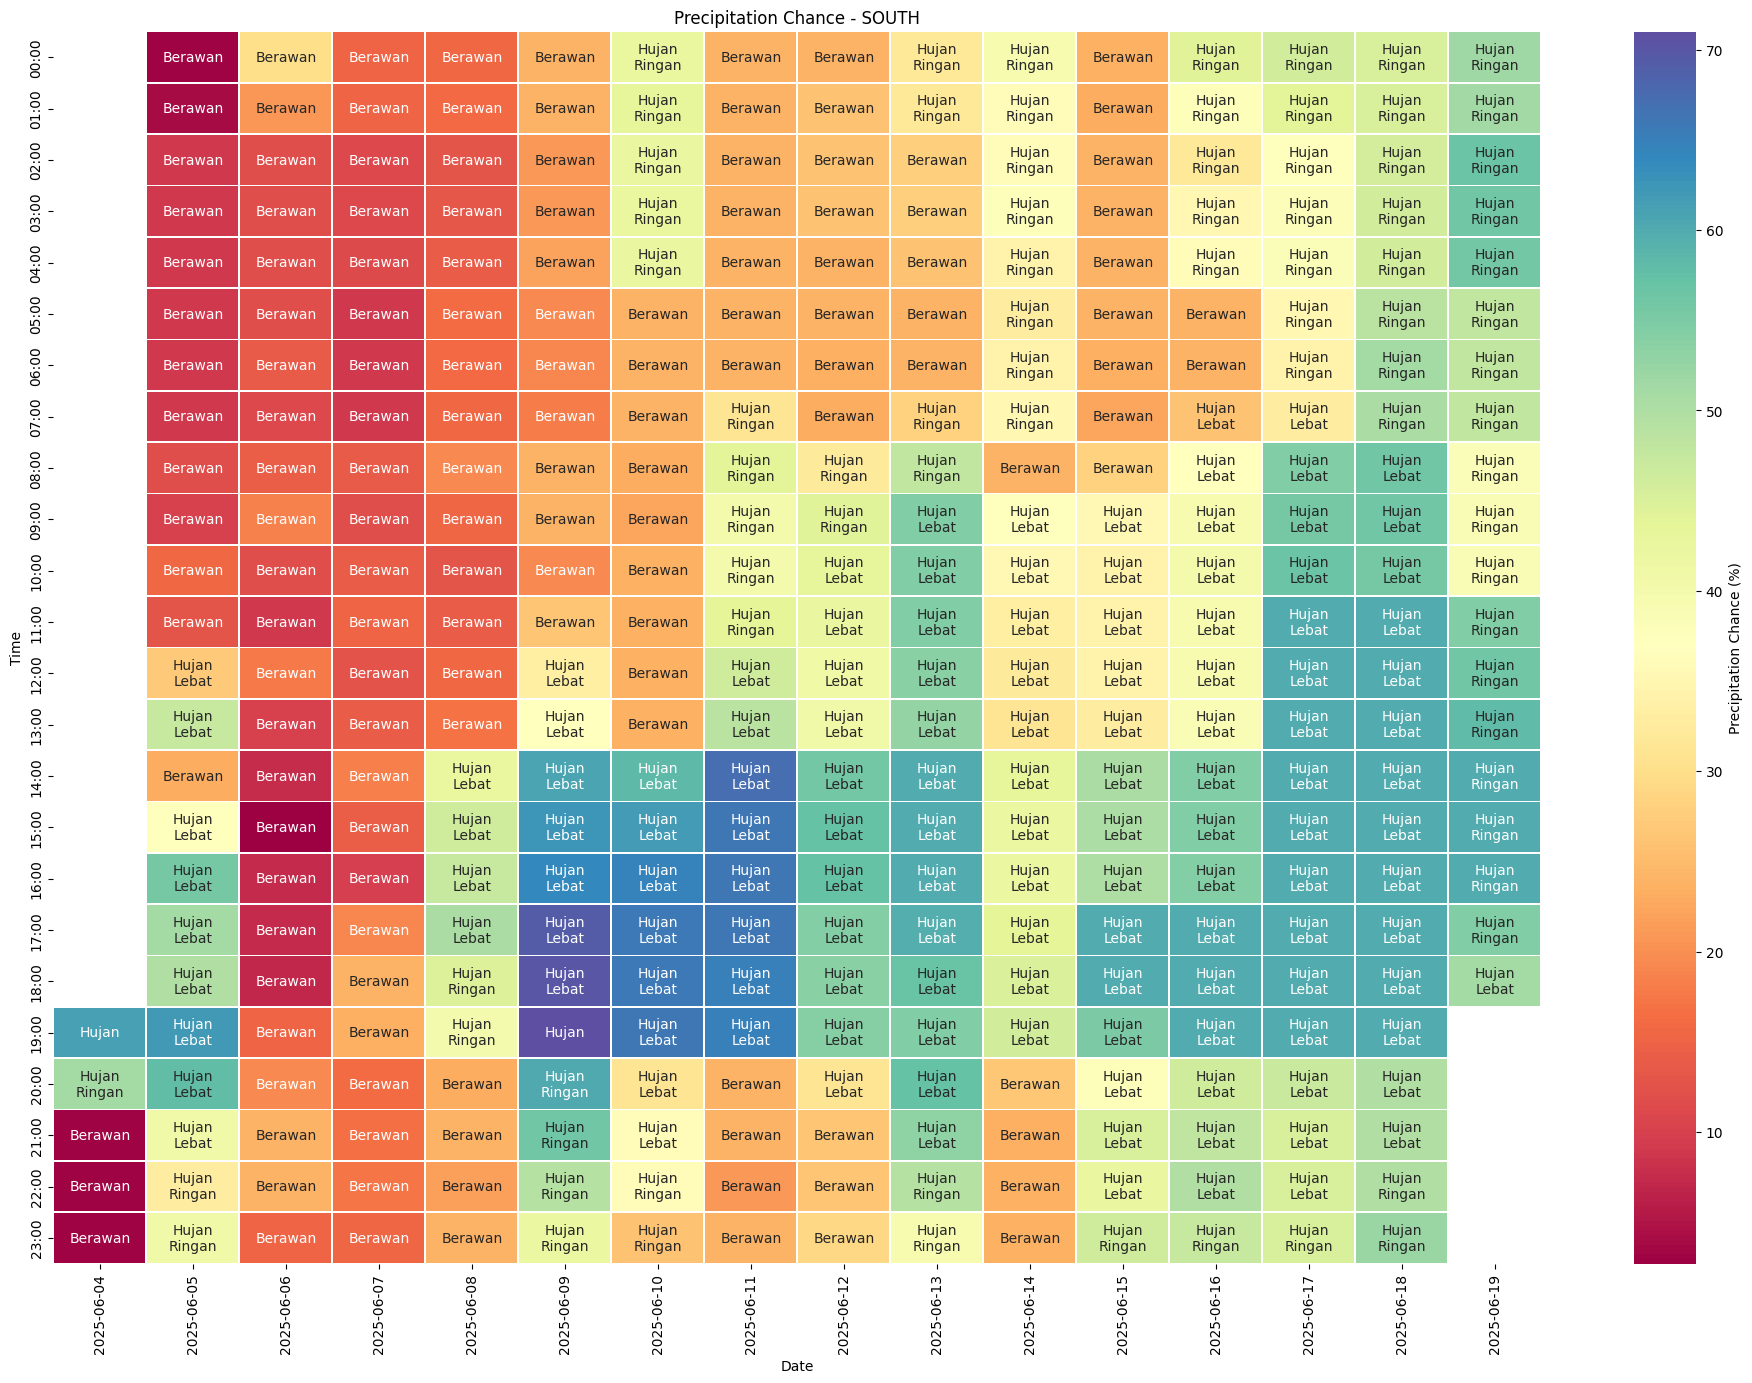 Precipitation Chance - SOUTH
00:00 Berawan Berawan Berawan Berawan Berawan Hujan Ringan Berawan Berawan Hujan Ringan Hujan Ringan Berawan Hujan Ringan Hujan Ringan Hujan Ringan Hujan Ringan
01:00 Berawan Berawan Berawan Berawan Berawan Hujan Ringan Berawan Berawan Hujan Ringan Hujan Ringan Berawan Hujan Ringan Hujan Ringan Hujan Ringan Hujan Ringan
02:00 Berawan Berawan Berawan Berawan Berawan Hujan Ringan Berawan Berawan Berawan Hujan Ringan Berawan Hujan Ringan Hujan Ringan Hujan Ringan Hujan Ringan
03:00 Berawan Berawan Berawan Berawan Berawan Hujan Ringan Berawan Berawan Berawan Hujan Ringan Berawan Hujan Ringan Hujan Ringan Hujan Ringan Hujan Ringan
04:00 Berawan Berawan Berawan Berawan Berawan Hujan Ringan Berawan Berawan Berawan Hujan Ringan Berawan Hujan Ringan Hujan Ringan Hujan Ringan Hujan Ringan
05:00 Berawan Berawan Berawan Berawan Berawan Berawan Berawan Berawan Berawan Hujan Ringan Berawan Berawan Hujan Ringan Hujan Ringan Hujan Ringan
06:00 Berawan Berawan Berawan Berawan Berawan Berawan Berawan Berawan Berawan Hujan Ringan Berawan Berawan Hujan Ringan Hujan Ringan Hujan Ringan
07:00 Berawan Berawan Berawan Berawan Berawan Berawan Hujan Ringan Berawan Hujan Ringan Hujan Ringan Berawan Hujan Lebat Hujan Lebat Hujan Ringan Hujan Ringan
08:00 Berawan Berawan Berawan Berawan Berawan Berawan Hujan Ringan Hujan Ringan Hujan Ringan Berawan Berawan Hujan Lebat Hujan Lebat Hujan Lebat Hujan Ringan
09:00 Berawan Berawan Berawan Berawan Berawan Berawan Hujan Ringan Hujan Ringan Hujan Lebat Hujan Lebat Hujan Lebat Hujan Lebat Hujan Lebat Hujan Lebat Hujan Ringan
10:00 Berawan Berawan Berawan Berawan Berawan Berawan Hujan Ringan Hujan Lebat Hujan Lebat Hujan Lebat Hujan Lebat Hujan Lebat Hujan Lebat Hujan Lebat Hujan Ringan
11:00 Berawan Berawan Berawan Berawan Berawan Berawan Hujan Ringan Hujan Lebat Hujan Lebat Hujan Lebat Hujan Lebat Hujan Lebat Hujan Lebat Hujan Lebat Hujan Ringan
12:00 Hujan Lebat Berawan Berawan Berawan Hujan Lebat Berawan Hujan Lebat Hujan Lebat Hujan Lebat Hujan Lebat Hujan Lebat Hujan Lebat Hujan Lebat Hujan Lebat Hujan Ringan
13:00 Hujan Lebat Berawan Berawan Berawan Hujan Lebat Berawan Hujan Lebat Hujan Lebat Hujan Lebat Hujan Lebat Hujan Lebat Hujan Lebat Hujan Lebat Hujan Lebat Hujan Ringan
14:00 Berawan Berawan Berawan Hujan Lebat Hujan Lebat Hujan Lebat Hujan Lebat Hujan Lebat Hujan Lebat Hujan Lebat Hujan Lebat Hujan Lebat Hujan Lebat Hujan Lebat Hujan Ringan
15:00 Hujan Lebat Berawan Berawan Hujan Lebat Hujan Lebat Hujan Lebat Hujan Lebat Hujan Lebat Hujan Lebat Hujan Lebat Hujan Lebat Hujan Lebat Hujan Lebat Hujan Lebat Hujan Ringan
16:00 Hujan Lebat Berawan Berawan Hujan Lebat Hujan Lebat Hujan Lebat Hujan Lebat Hujan Lebat Hujan Lebat Hujan Lebat Hujan Lebat Hujan Lebat Hujan Lebat Hujan Lebat Hujan Ringan
17:00 Hujan Lebat Berawan Berawan Hujan Lebat Hujan Lebat Hujan Lebat Hujan Lebat Hujan Lebat Hujan Lebat Hujan Lebat Hujan Lebat Hujan Lebat Hujan Lebat Hujan Lebat Hujan Ringan
18:00 Hujan Lebat Berawan Berawan Hujan Ringan Hujan Lebat Hujan Lebat Hujan Lebat Hujan Lebat Hujan Lebat Hujan Lebat Hujan Lebat Hujan Lebat Hujan Lebat Hujan Lebat Hujan Lebat
19:00 Hujan Hujan Lebat Berawan Berawan Hujan Ringan Hujan Hujan Lebat Hujan Lebat Hujan Lebat Hujan Lebat Hujan Lebat Hujan Lebat Hujan Lebat Hujan Lebat Hujan Lebat
20:00 Hujan Ringan Hujan Lebat Berawan Berawan Berawan Hujan Ringan Hujan Lebat Berawan Hujan Lebat Hujan Lebat Berawan Hujan Lebat Hujan Lebat Hujan Lebat Hujan Lebat
21:00 Berawan Hujan Lebat Berawan Berawan Berawan Hujan Ringan Hujan Lebat Berawan Berawan Hujan Lebat Berawan Hujan Lebat Hujan Lebat Hujan Lebat Hujan Lebat
22:00 Berawan Hujan Ringan Berawan Berawan Berawan Hujan Ringan Hujan Ringan Berawan Berawan Hujan Ringan Berawan Hujan Lebat Hujan Lebat Hujan Lebat Hujan Ringan
23:00 Berawan Hujan Ringan Berawan Berawan Berawan Hujan Ringan Hujan Ringan Berawan Berawan Hujan Ringan Berawan Hujan Ringan Hujan Ringan Hujan Ringan Hujan Ringan
Time
2025-06-04 2025-06-05 2025-06-06 2025-06-07 2025-06-08 2025-06-09 2025-06-10 2025-06-11 2025-06-12 2025-06-13 2025-06-14 2025-06-15 2025-06-16 2025-06-17 2025-06-18 2025-06-19
Date
70
60
50
40
30
20
10
Precipitation Chance (%)